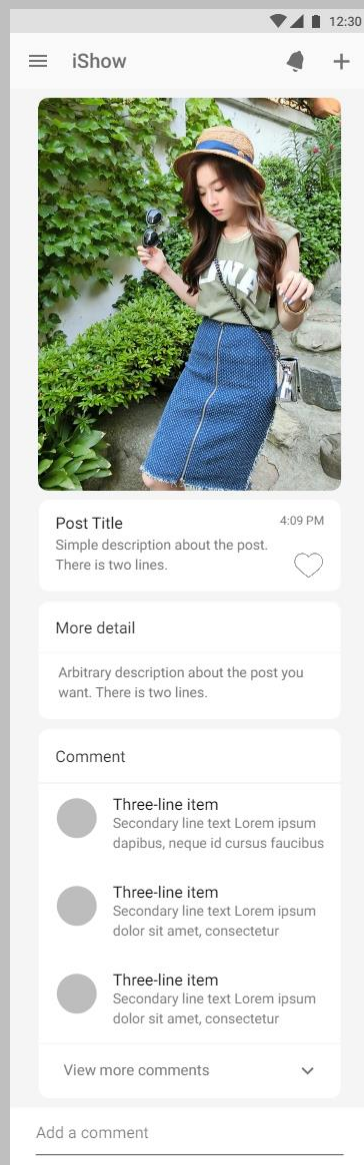 12:30
iShow
Post Title
4:09 PM
Simple description about the post.
There is two lines.
More detail
Arbitrary description about the post you
want. There is two lines.
Comment
Three-line item
Secondary line text Lorem ipsum
dapibus, neque id cursus faucibus
Three-line item
Secondary line text Lorem ipsum
dolor sit amet, consectetur
Three-line item
Secondary line text Lorem ipsum
dolor sit amet, consectetur
View more comments
Add a comment